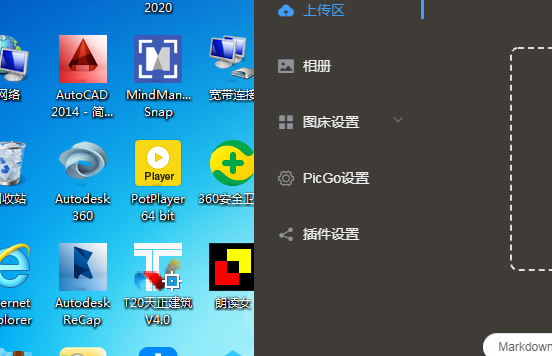 2020
网络
AutoCAD
2014 - 简...
MindMan...
Snap
宽带连接
回收站
Autodesk
360
Player
PotPlayer
64 bit
360安全卫
ernet
plorer
Autodesk
ReCap
T20天正建筑
V4.0
朗读女
上传区
相册
图床设置
PicGo设置
插件设置
Markdown